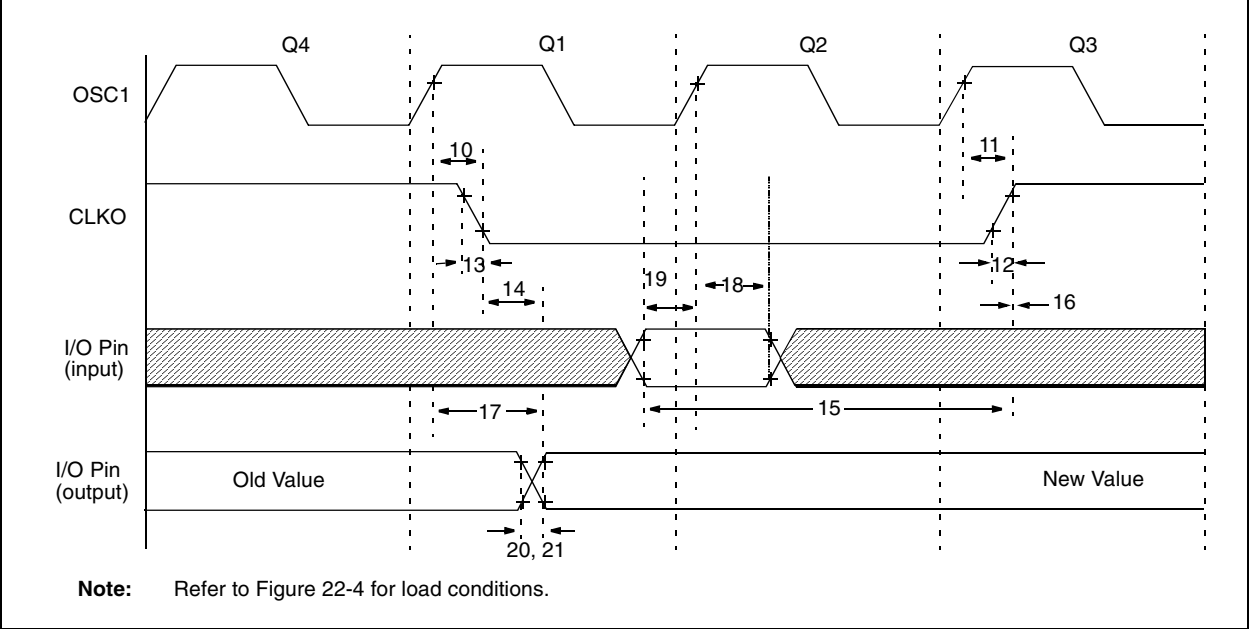 Q4 Q1 Q2 Q3
OSC1
10 11
CLKO
13 12
19 18
14 16
I/O Pin
(input)
17 15
I/O Pin
(output)
Old Value New Value
20, 21
Note: Refer to Figure 22-4 for load conditions.